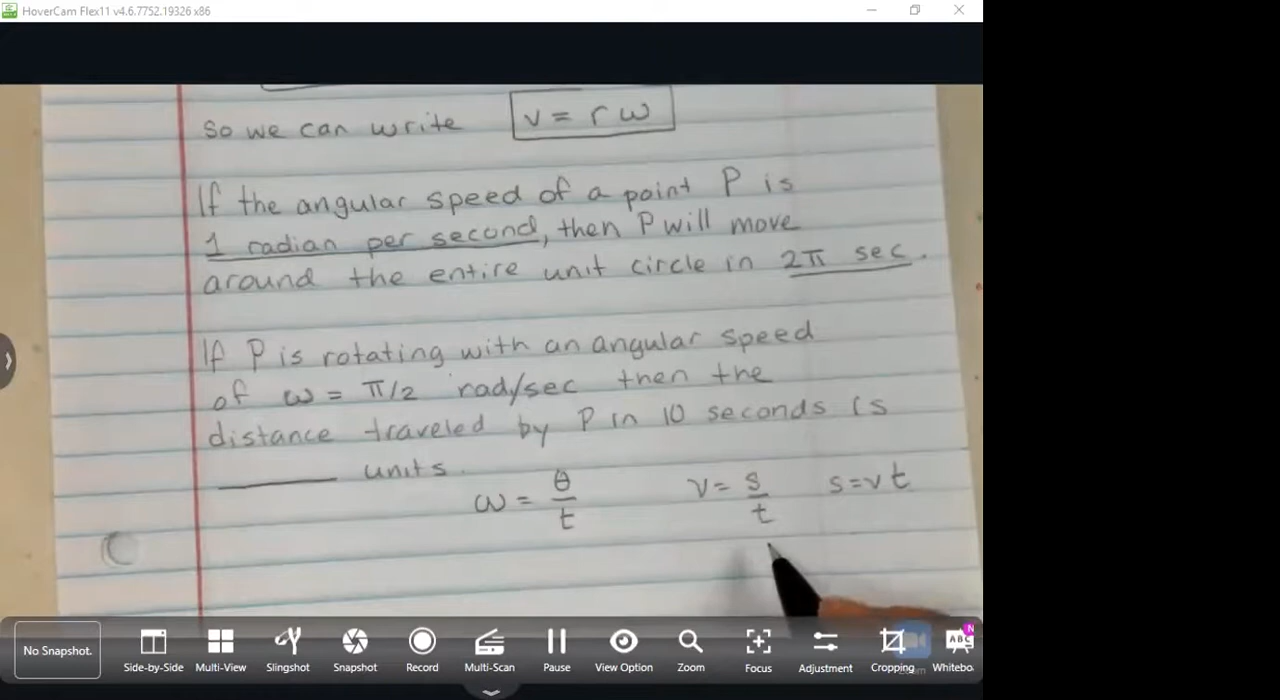 HoverCam Flex11 v4.6.7752.19326 x86
so we can write v = r ω
If the angular speed of a point P is
1 radian per second, then P will move
around the entire unit circle in 2π sec.
If P is rotating with an angular speed
of ω = π/2 rad/sec then the
distance traveled by P in 10 seconds is
______ units.
ω = θ/t v = s/t s = vt
No Snapshot.
Side-by-Side Multi-View Slingshot Snapshot Record Multi-Scan Pause View Option Zoom Focus Adjustment Cropping Whitebo
ABC
N